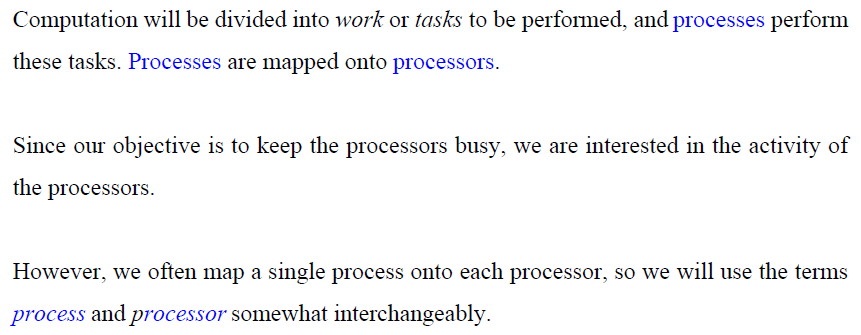 Computation will be divided into work or tasks to be performed, and processes perform
these tasks. Processes are mapped onto processors.
Since our objective is to keep the processors busy, we are interested in the activity of
the processors.
However, we often map a single process onto each processor, so we will use the terms
process and processor somewhat interchangeably.